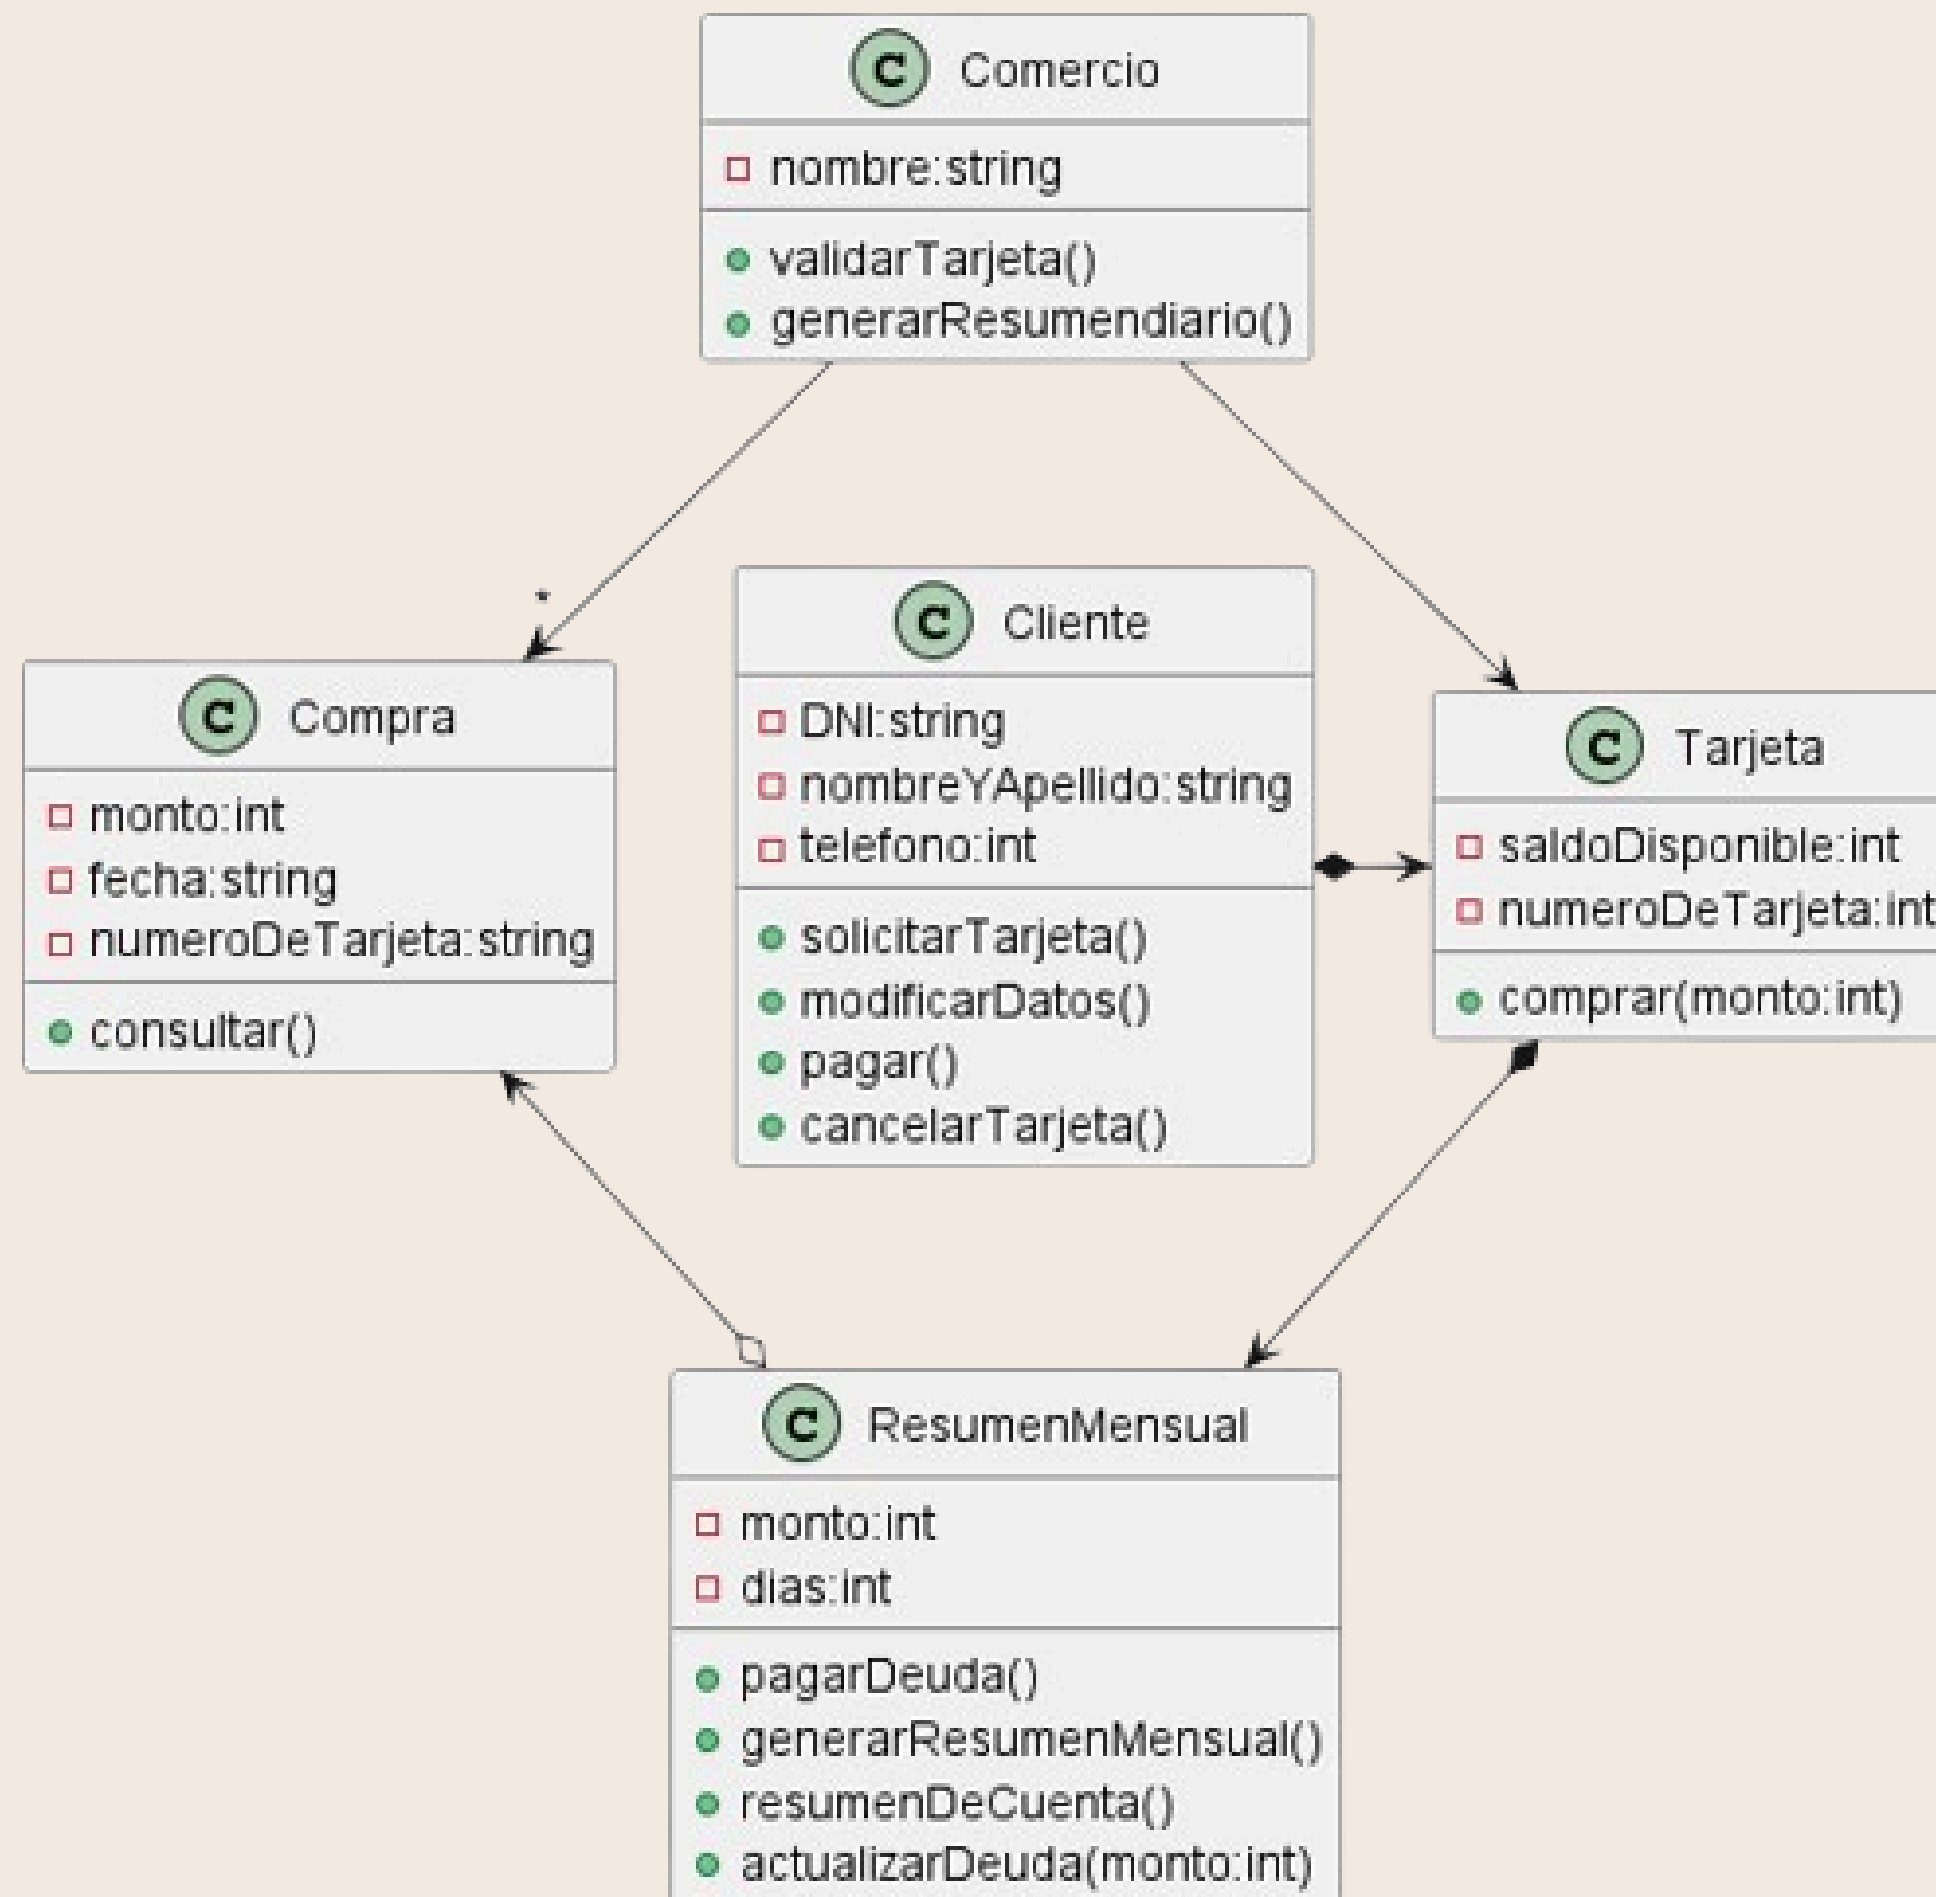 C Comercio
nombre:string
validarTarjeta()
generarResumendiario()
*
C Compra
monto:int
fecha:string
numeroDeTarjeta:string
consultar()
C Cliente
DNI:string
nombreYApellido:string
telefono:int
solicitarTarjeta()
modificarDatos()
pagar()
cancelarTarjeta()
C Tarjeta
saldoDisponible:int
numeroDeTarjeta:int
comprar(monto:int)
C ResumenMensual
monto:int
dias:int
pagarDeuda()
generarResumenMensual()
resumenDeCuenta()
actualizarDeuda(monto:int)